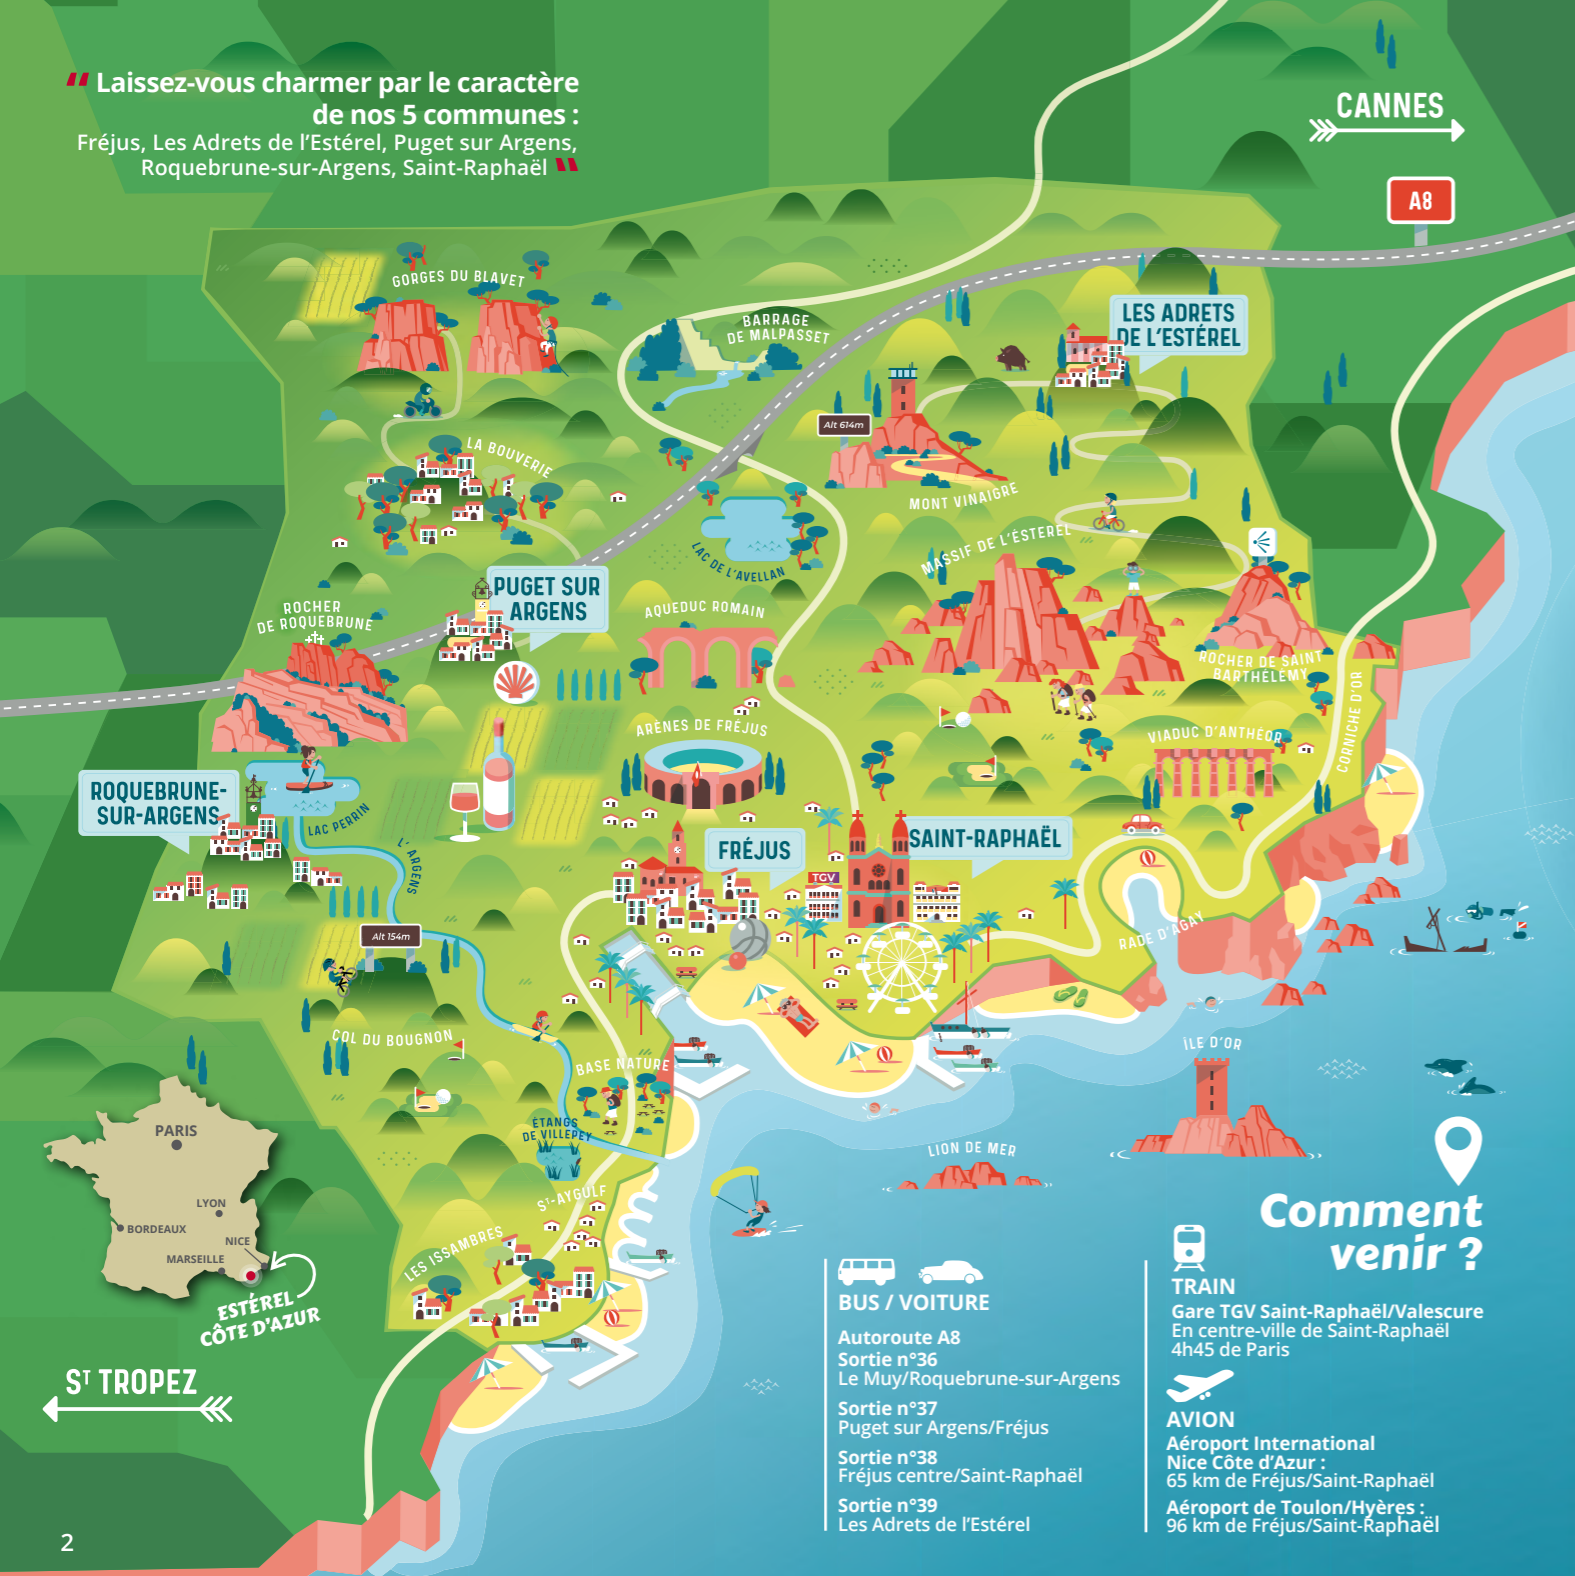 “ Laissez-vous charmer par le caractère
de nos 5 communes :
Fréjus, Les Adrets de l’Estérel, Puget sur Argens,
Roquebrune-sur-Argens, Saint-Raphaël ”
CANNES
A8
GORGES DU BLAVET
BARRAGE
DE MALPASSET
LES ADRETS
DE L’ESTÉREL
Alt 614m
LA BOUVERIE
MONT VINAIGRE
MASSIF DE L’ÉSTEREL
LAC DE L’AVELLAN
PUGET SUR
ARGENS
ROCHER
DE ROQUEBRUNE
AQUEDUC ROMAIN
ROCHER DE SAINT
BARTHÉLÉMY
CORNICHE D’OR
ARÈNES DE FRÉJUS
VIADUC D’ANTHÉOR
ROQUEBRUNE-
SUR-ARGENS
LAC PERRIN
L’ARGENS
FRÉJUS
SAINT-RAPHAËL
TGV
Alt 154m
RADE D’AGAY
COL DU BOUGNON
BASE NATURE
ÎLE D’OR
ÉTANGS
DE VILLEPEY
LION DE MER
ST-AYGULF
LES ISSAMBRES
PARIS
LYON
BORDEAUX
NICE
MARSEILLE
ESTÉREL
CÔTE D’AZUR
ST TROPEZ
Comment
venir ?
BUS / VOITURE
Autoroute A8
Sortie n°36
Le Muy/Roquebrune-sur-Argens
Sortie n°37
Puget sur Argens/Fréjus
Sortie n°38
Fréjus centre/Saint-Raphaël
Sortie n°39
Les Adrets de l’Estérel
TRAIN
Gare TGV Saint-Raphaël/Valescure
En centre-ville de Saint-Raphaël
4h45 de Paris
AVION
Aéroport International
Nice Côte d’Azur :
65 km de Fréjus/Saint-Raphaël
Aéroport de Toulon/Hyères :
96 km de Fréjus/Saint-Raphaël
2